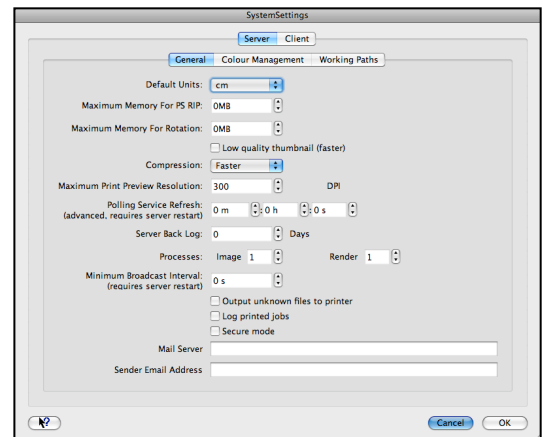 SystemSettings
Server Client
General Colour Management Working Paths
Default Units: cm
Maximum Memory For PS RIP: 0MB
Maximum Memory For Rotation: 0MB
Low quality thumbnail (faster)
Compression: Faster
Maximum Print Preview Resolution: 300 DPI
Polling Service Refresh:
(advanced, requires server restart) 0 m : 0 h : 0 s
Server Back Log: 0 Days
Processes: Image 1 Render 1
Minimum Broadcast Interval:
(requires server restart) 0 s
Output unknown files to printer
Log printed jobs
Secure mode
Mail Server
Sender Email Address
? Cancel OK